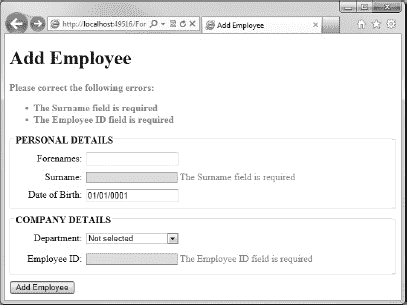 http://localhost:49516/For
Add Employee
Add Employee
Please correct the following errors:
• The Surname field is required
• The Employee ID field is required
PERSONAL DETAILS
Forenames:
Surname: The Surname field is required
Date of Birth: 01/01/0001
COMPANY DETAILS
Department: Not selected
Employee ID: The Employee ID field is required
Add Employee